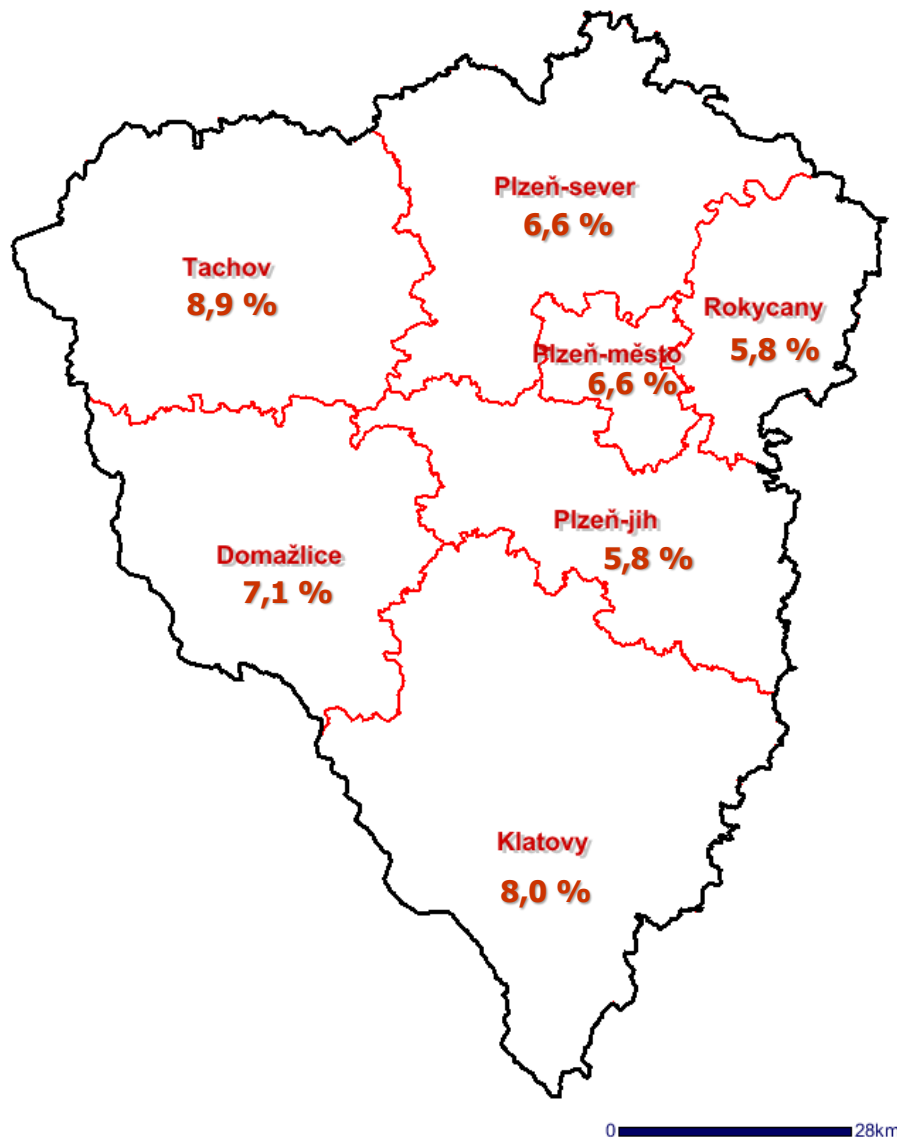 Plzeň-sever
6,6 %
Tachov
8,9 %
Rokycany
5,8 %
Plzeň-město
6,6 %
Plzeň-jih
5,8 %
Domažlice
7,1 %
Klatovy
8,0 %
0 28km